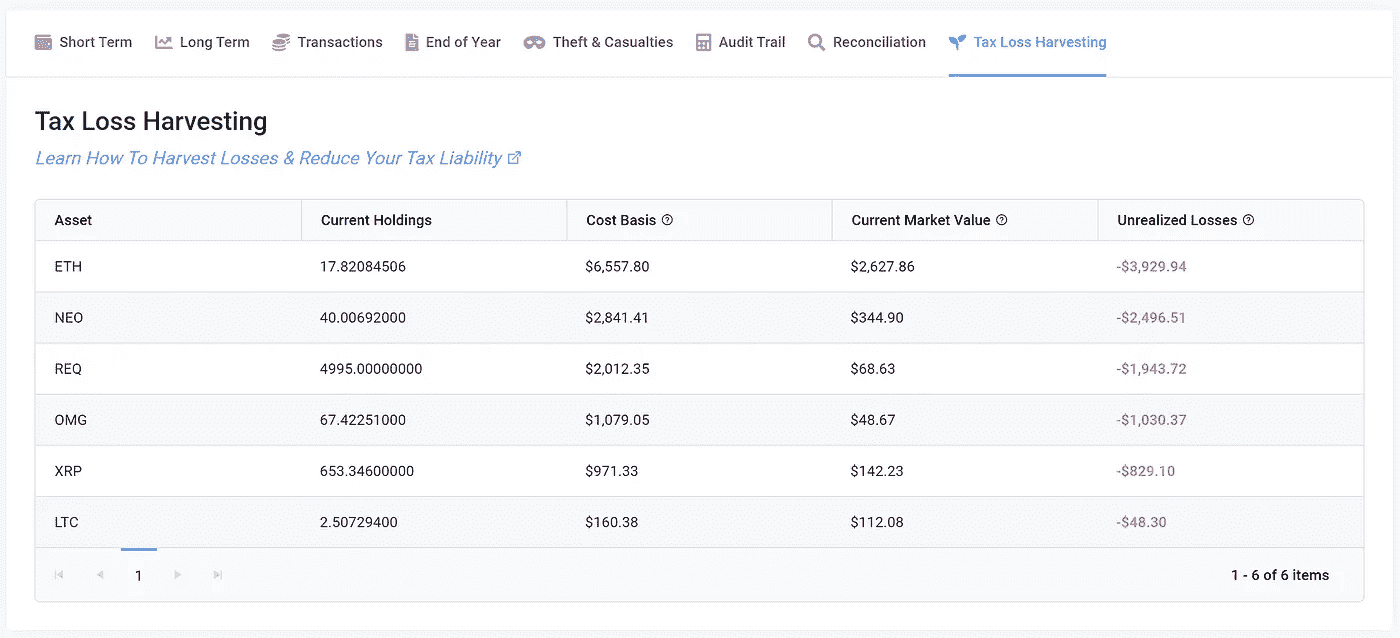 Short Term Long Term Transactions End of Year Theft & Casualties Audit Trail Reconciliation Tax Loss Harvesting
Tax Loss Harvesting
Learn How To Harvest Losses & Reduce Your Tax Liability
Asset Current Holdings Cost Basis Current Market Value Unrealized Losses
ETH 17.82084506 $6,557.80 $2,627.86 -$3,929.94
NEO 40.00692000 $2,841.41 $344.90 -$2,496.51
REQ 4995.00000000 $2,012.35 $68.63 -$1,943.72
OMG 67.42251000 $1,079.05 $48.67 -$1,030.37
XRP 653.34600000 $971.33 $142.23 -$829.10
LTC 2.50729400 $160.38 $112.08 -$48.30
1 1 - 6 of 6 items